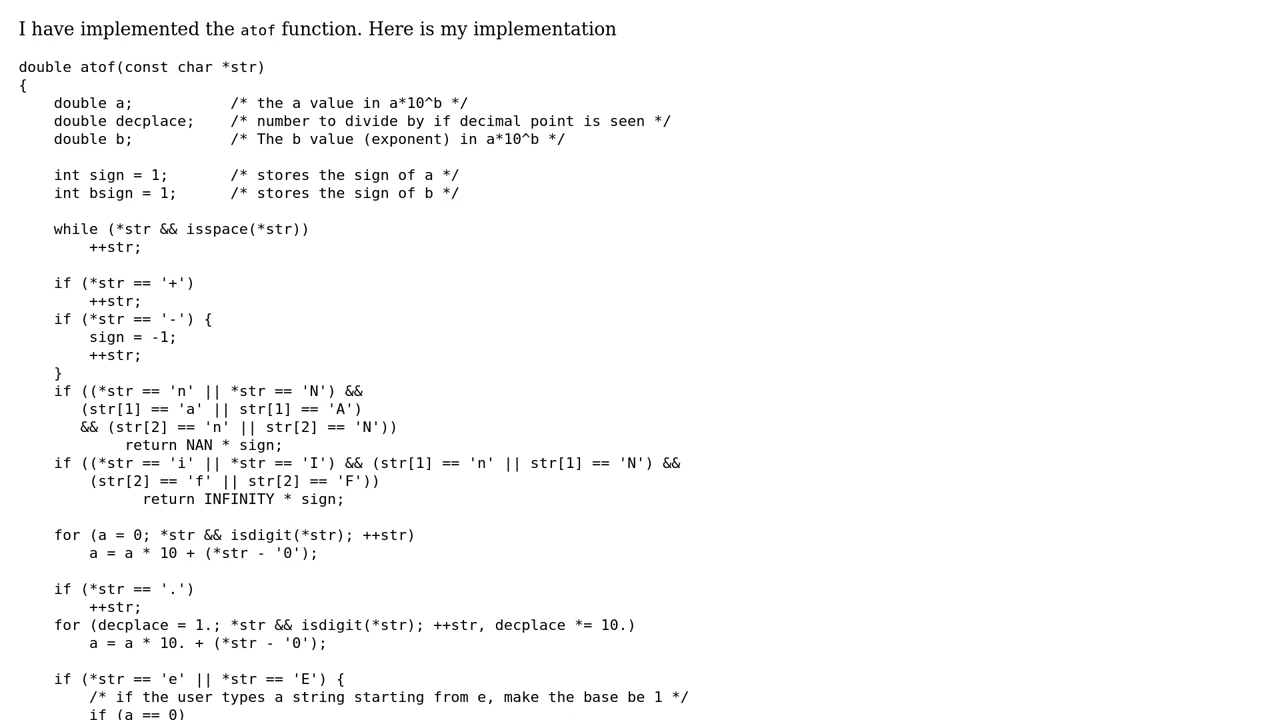 I have implemented the atof function. Here is my implementation
double atof(const char *str)
{
    double a;           /* the a value in a*10^b */
    double decplace;    /* number to divide by if decimal point is seen */
    double b;           /* The b value (exponent) in a*10^b */

    int sign = 1;       /* stores the sign of a */
    int bsign = 1;      /* stores the sign of b */

    while (*str && isspace(*str))
        ++str;

    if (*str == '+')
        ++str;
    if (*str == '-') {
        sign = -1;
        ++str;
    }
    if ((*str == 'n' || *str == 'N') &&
       (str[1] == 'a' || str[1] == 'A')
       && (str[2] == 'n' || str[2] == 'N'))
            return NAN * sign;
    if ((*str == 'i' || *str == 'I') && (str[1] == 'n' || str[1] == 'N') &&
        (str[2] == 'f' || str[2] == 'F'))
              return INFINITY * sign;

    for (a = 0; *str && isdigit(*str); ++str)
        a = a * 10 + (*str - '0');

    if (*str == '.')
        ++str;
    for (decplace = 1.; *str && isdigit(*str); ++str, decplace *= 10.)
        a = a * 10. + (*str - '0');

    if (*str == 'e' || *str == 'E') {
        /* if the user types a string starting from e, make the base be 1 */
        if (a == 0)